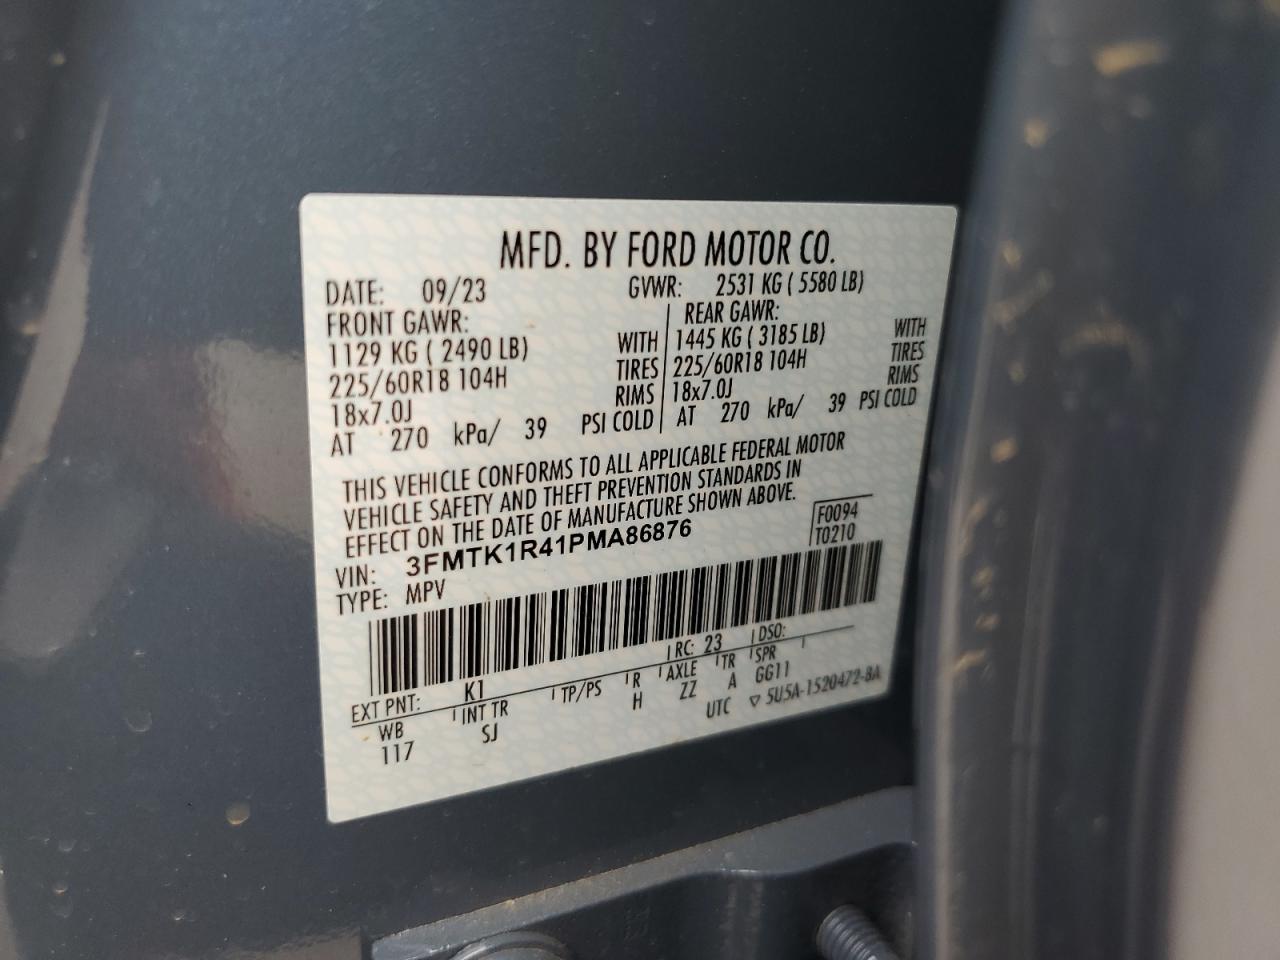 MFD. BY FORD MOTOR CO.
DATE: 09/23 GVWR: 2531 KG ( 5580 LB)
FRONT GAWR: REAR GAWR:
1129 KG ( 2490 LB) WITH 1445 KG ( 3185 LB) WITH
225/60R18 104H TIRES 225/60R18 104H TIRES
18x7.0J RIMS 18x7.0J RIMS
AT 270 kPa/ 39 PSI COLD AT 270 kPa/ 39 PSI COLD
THIS VEHICLE CONFORMS TO ALL APPLICABLE FEDERAL MOTOR
VEHICLE SAFETY AND THEFT PREVENTION STANDARDS IN
EFFECT ON THE DATE OF MANUFACTURE SHOWN ABOVE.
VIN: 3FMTK1R41PMA86876 F0094
TYPE: MPV T0210
EXT PNT: K1 RC: 23 DSO:
WB INT TR TP/PS R AXLE TR SPR
117 SJ H ZZ A GG11
UTC ▽ 5U5A-1520472-BA